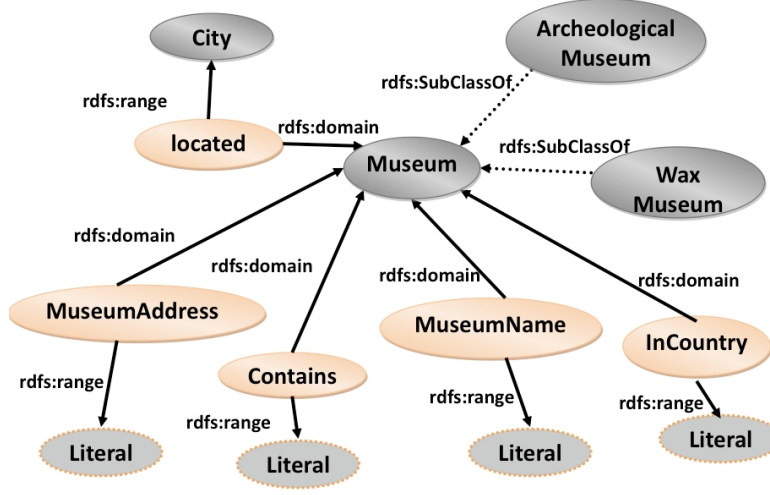 City
Archeological
Museum
rdfs:SubClassOf
rdfs:range
rdfs:domain
located
rdfs:SubClassOf
Museum
Wax
Museum
rdfs:domain
rdfs:domain
rdfs:domain
rdfs:domain
MuseumAddress
MuseumName
InCountry
Contains
rdfs:range
rdfs:range
rdfs:range
rdfs:range
Literal
Literal
Literal
Literal